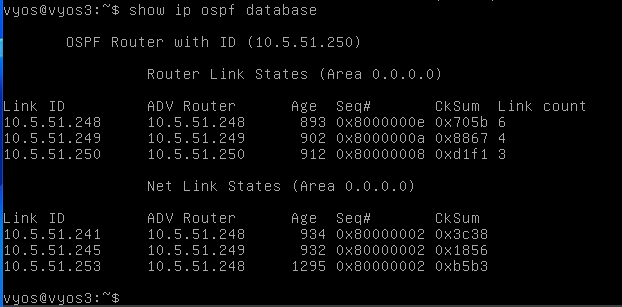 vyos@vyos3:~$ show ip ospf database
OSPF Router with ID (10.5.51.250)
Router Link States (Area 0.0.0.0)
Link ID ADV Router Age Seq# CkSum Link count
10.5.51.248 10.5.51.248 893 0x8000000e 0x705b 6
10.5.51.249 10.5.51.249 902 0x8000000a 0x8867 4
10.5.51.250 10.5.51.250 912 0x80000008 0xd1f1 3
Net Link States (Area 0.0.0.0)
Link ID ADV Router Age Seq# CkSum
10.5.51.241 10.5.51.248 934 0x80000002 0x3c38
10.5.51.245 10.5.51.249 932 0x80000002 0x1856
10.5.51.253 10.5.51.248 1295 0x80000002 0xb5b3
vyos@vyos3:~$